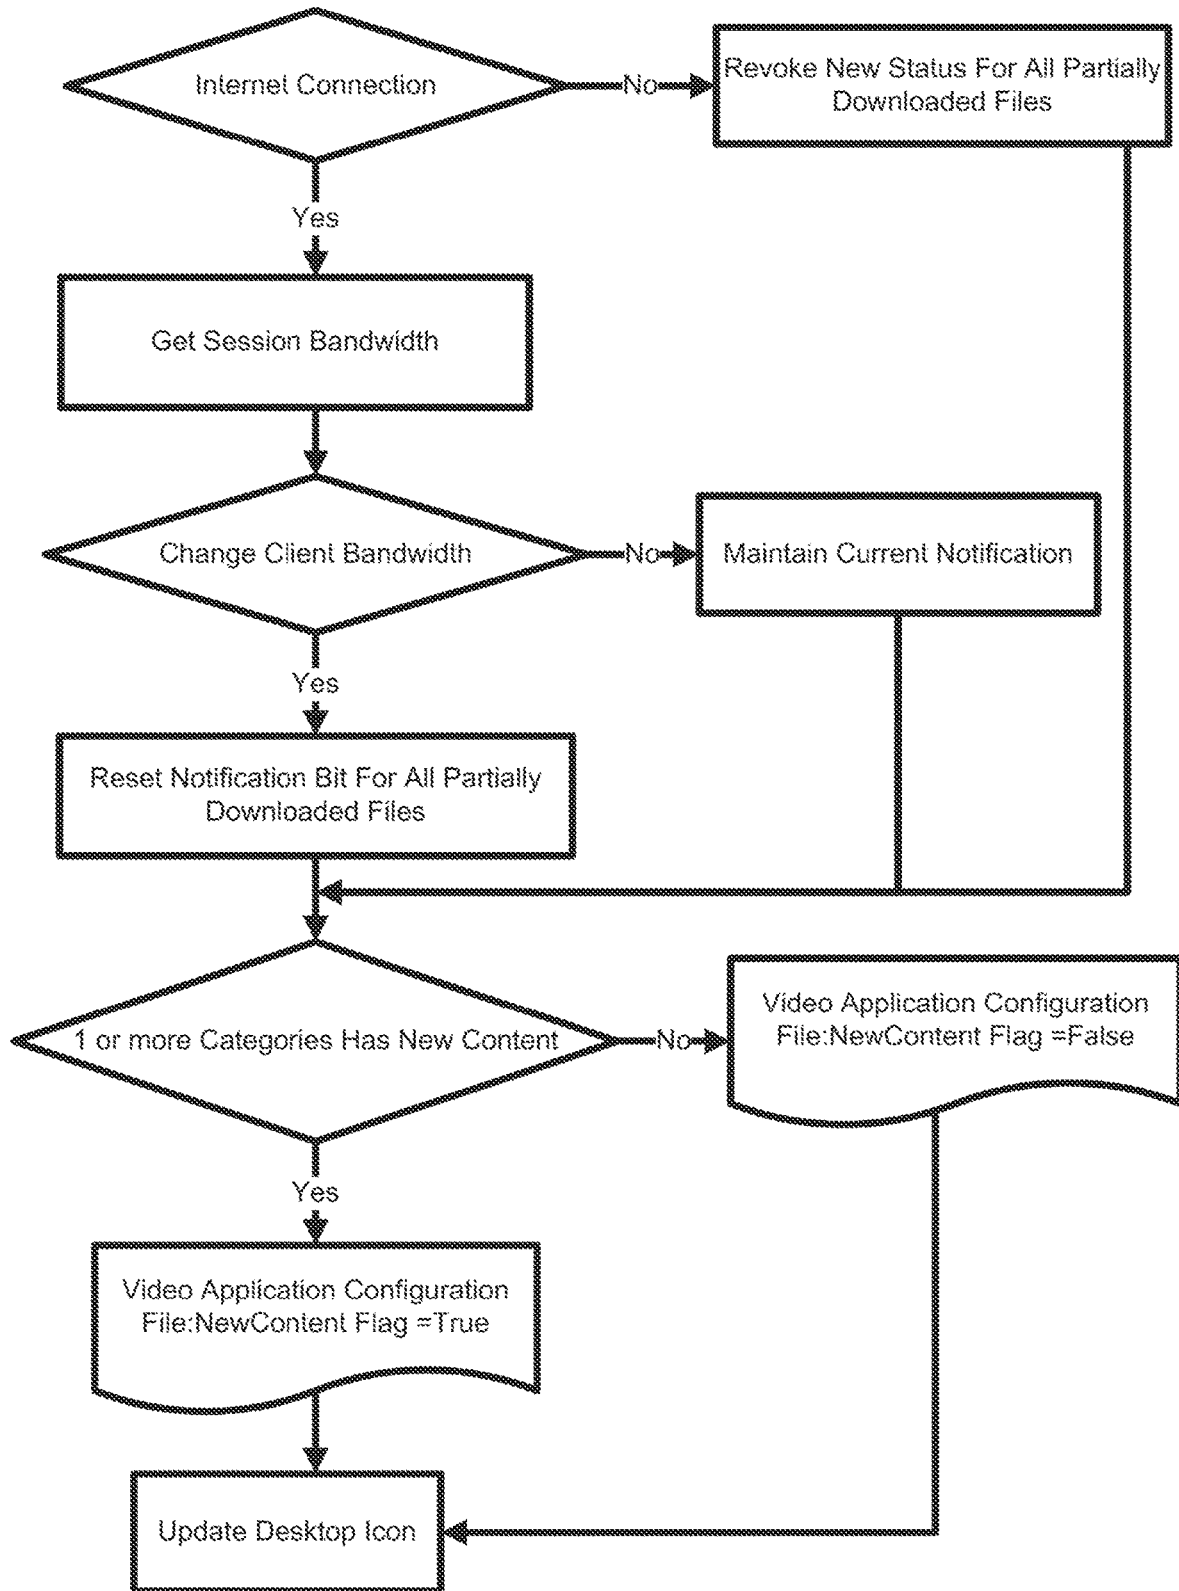 Internet Connection
No
Revoke New Status For All Partially
Downloaded Files
Yes
Get Session Bandwidth
Change Client Bandwidth
No
Maintain Current Notification
Yes
Reset Notification Bit For All Partially
Downloaded Files
1 or more Categories Has New Content
No
Video Application Configuration
File:NewContent Flag =False
Yes
Video Application Configuration
File:NewContent Flag =True
Update Desktop Icon